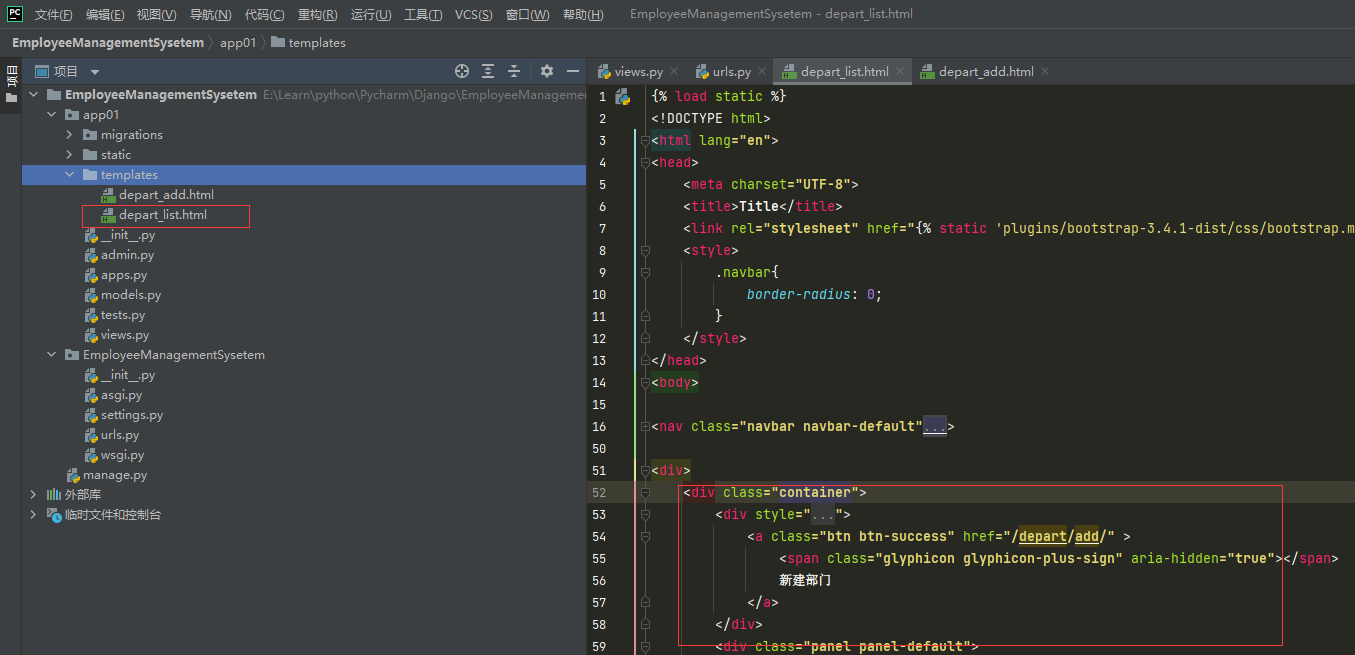 PC 文件(F) 编辑(E) 视图(V) 导航(N) 代码(C) 重构(R) 运行(U) 工具(T) VCS(S) 窗口(W) 帮助(H) EmployeeManagementSysetem - depart_list.html
EmployeeManagementSysetem app01 templates
项目
项目
views.py urls.py depart_list.html depart_add.html
EmployeeManagementSysetem E:\Learn\python\Pycharm\Django\EmployeeManagemen
app01
migrations
static
templates
depart_add.html
depart_list.html
__init__.py
admin.py
apps.py
models.py
tests.py
views.py
EmployeeManagementSysetem
__init__.py
asgi.py
settings.py
urls.py
wsgi.py
manage.py
外部库
临时文件和控制台
1 {% load static %}
2 <!DOCTYPE html>
3 <html lang="en">
4 <head>
5 <meta charset="UTF-8">
6 <title>Title</title>
7 <link rel="stylesheet" href="{% static 'plugins/bootstrap-3.4.1-dist/css/bootstrap.m
8 <style>
9 .navbar{
10 border-radius: 0;
11 }
12 </style>
13 </head>
14 <body>
15
16 <nav class="navbar navbar-default"...>
50
51 <div>
52 <div class="container">
53 <div style="...">
54 <a class="btn btn-success" href="/depart/add/" >
55 <span class="glyphicon glyphicon-plus-sign" aria-hidden="true"></span>
56 新建部门
57 </a>
58 </div>
59 <div class="panel panel-default">